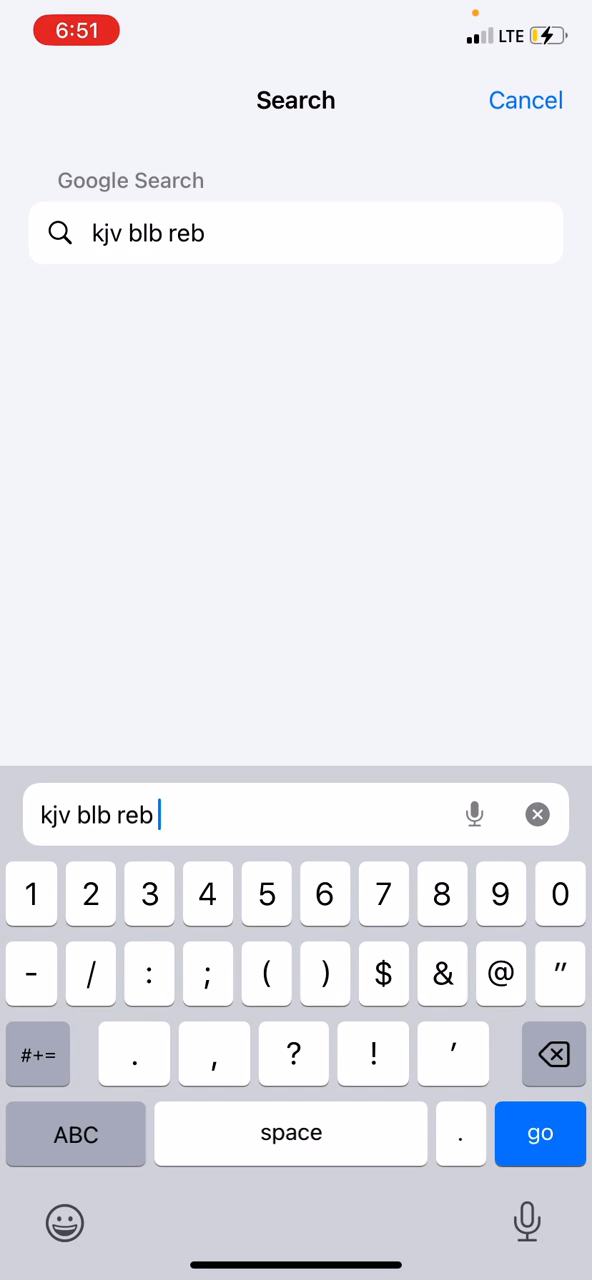 6:51 LTE
Search Cancel
Google Search
kjv blb reb
kjv blb reb
1 2 3 4 5 6 7 8 9 0
- / : ; ( ) $ & @ "
#+= . , ? ! ′
ABC space . go